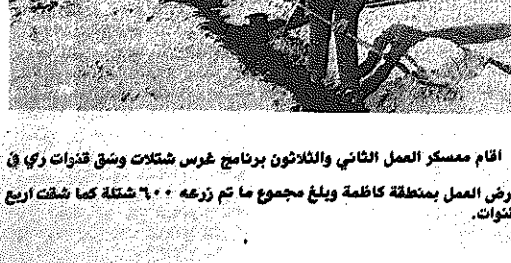 أقام معسكر العمل الثاني والثلاثون برنامج غرس شتلات وشق قنوات ري في
رض العمل بمنطقة كاظمة وبلغ مجموع ما تم زرعه ٦٠٠ شتلة كما شقت اربع
قنوات.